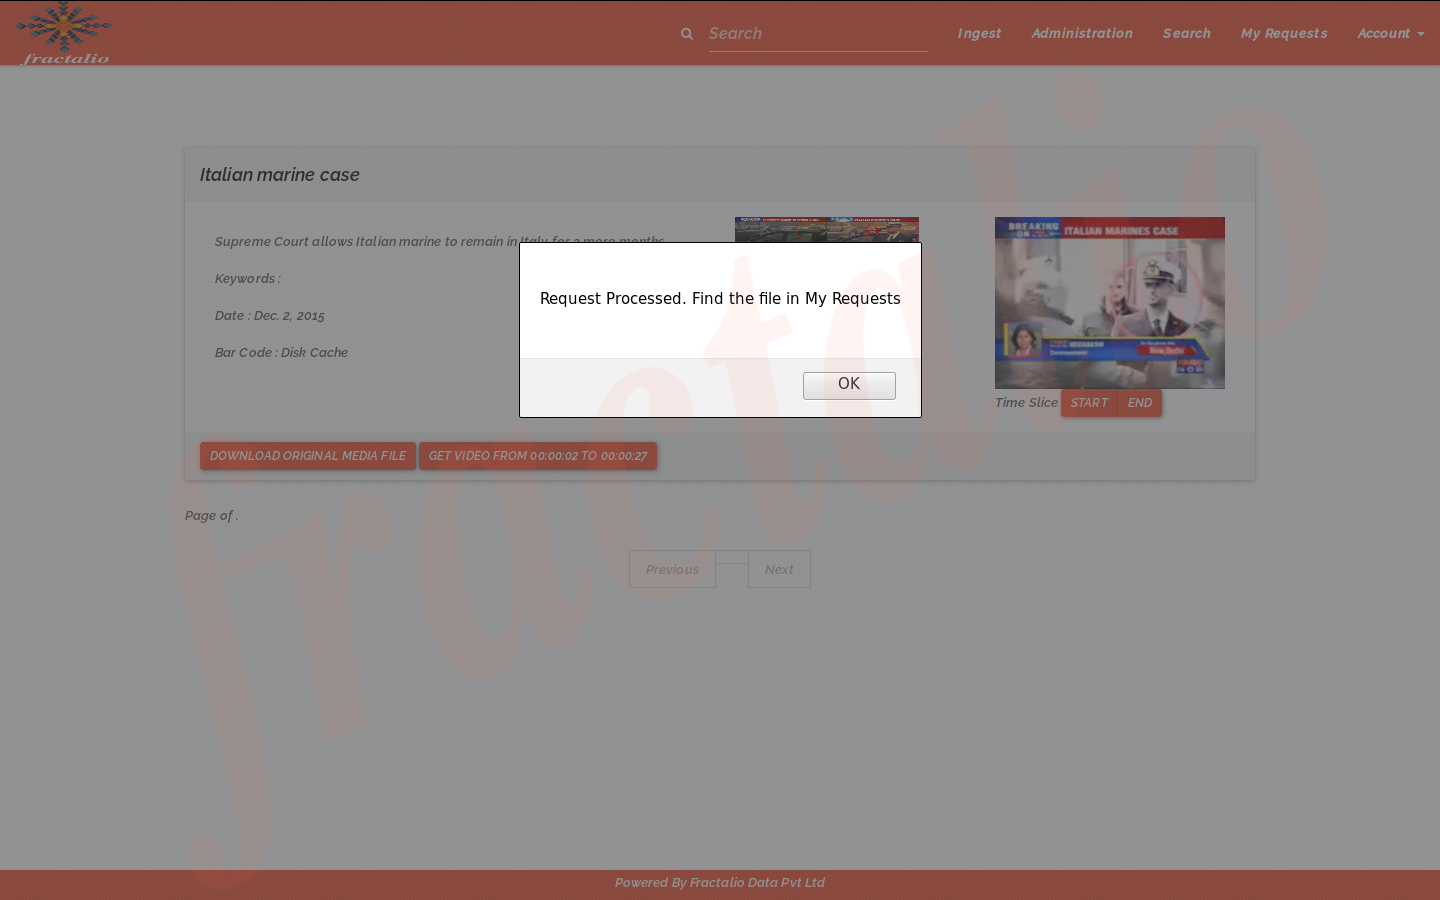 fractalio
Search
Ingest
Administration
Search
My Requests
Account
Italian marine case
Supreme Court allows Italian marine to remain in Italy for 3 more months
Keywords :
Date : Dec. 2, 2015
Bar Code : Disk Cache
BREAKING
ITALIAN MARINES CASE
New Delhi
Time Slice
START
END
Request Processed. Find the file in My Requests
OK
DOWNLOAD ORIGINAL MEDIA FILE
GET VIDEO FROM 00:00:02 TO 00:00:27
Page of .
Previous
Next
fractalio
Powered By Fractalio Data Pvt Ltd